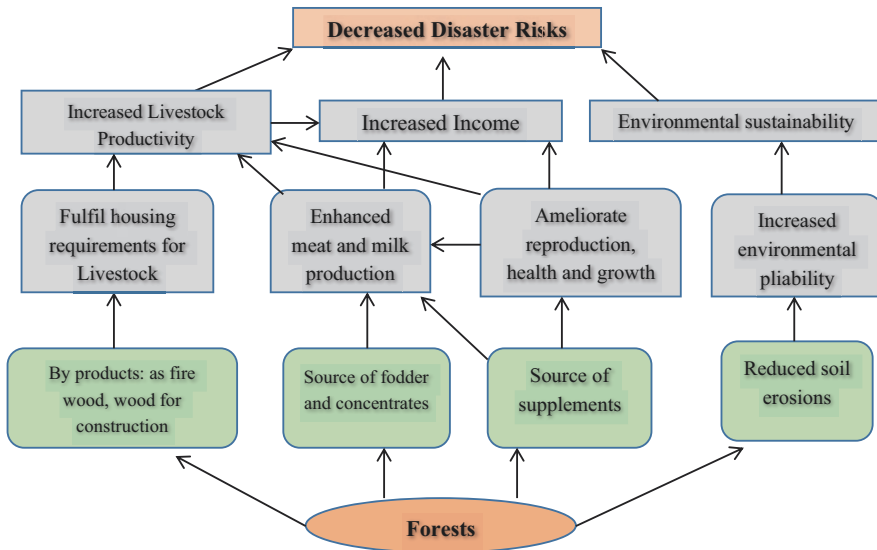 Decreased Disaster Risks
Increased Livestock
Productivity
Increased Income
Environmental sustainability
Fulfil housing
requirements for
Livestock
Enhanced
meat and milk
production
Ameliorate
reproduction,
health and growth
Increased
environmental
pliability
By products: as fire
wood, wood for
construction
Source of fodder
and concentrates
Source of
supplements
Reduced soil
erosions
Forests